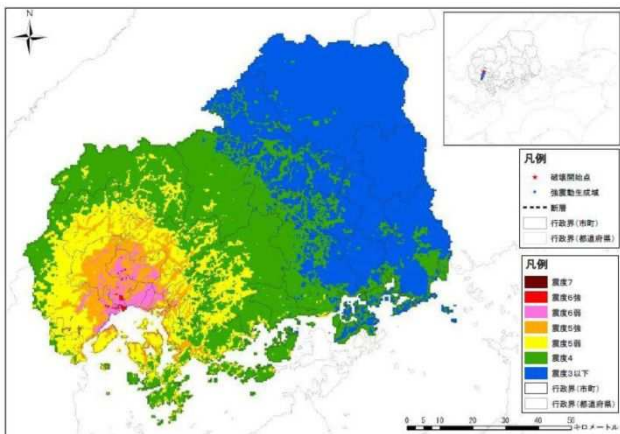 N
凡例
破壊開始点
強震動生成域
断層
行政界(市町)
行政界(都道府県)
凡例
震度7
震度6強
震度6弱
震度5強
震度5弱
震度4
震度3以下
行政界(市町)
行政界(都道府県)
0 5 10 20 30 40 50
キロメートル